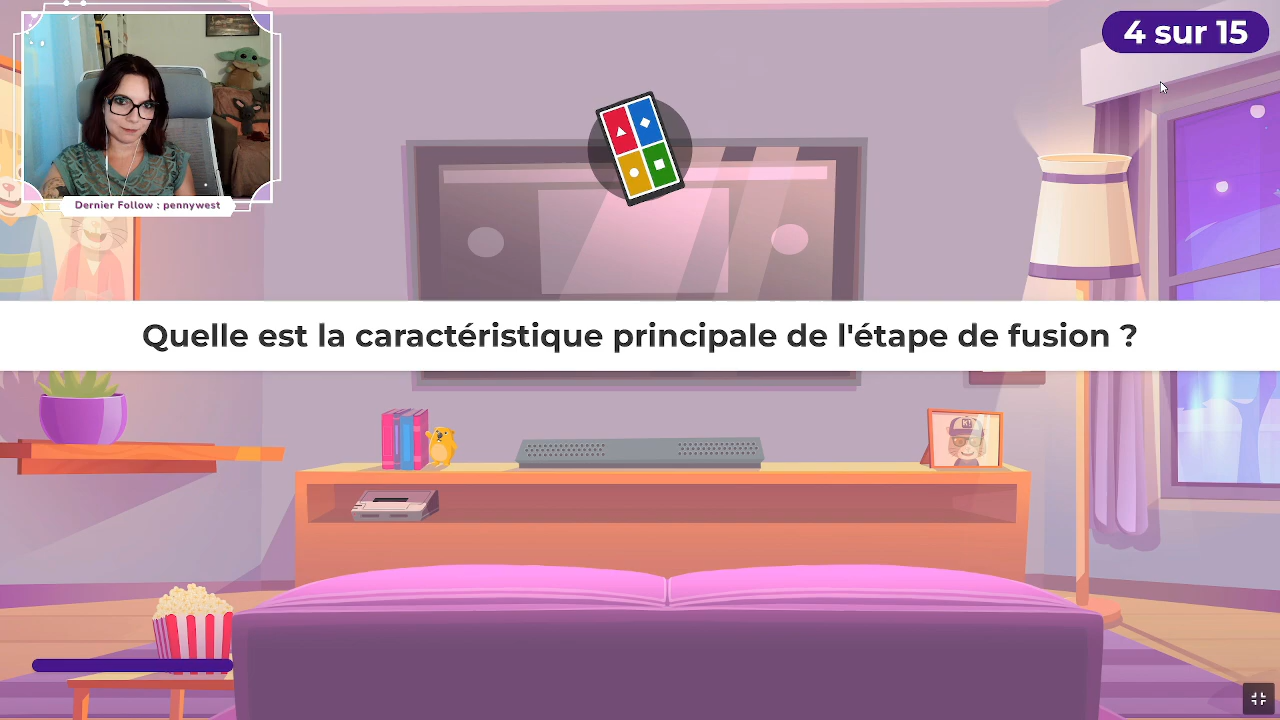 4 sur 15
Dernier Follow : pennywest
Quelle est la caractéristique principale de l'étape de fusion ?